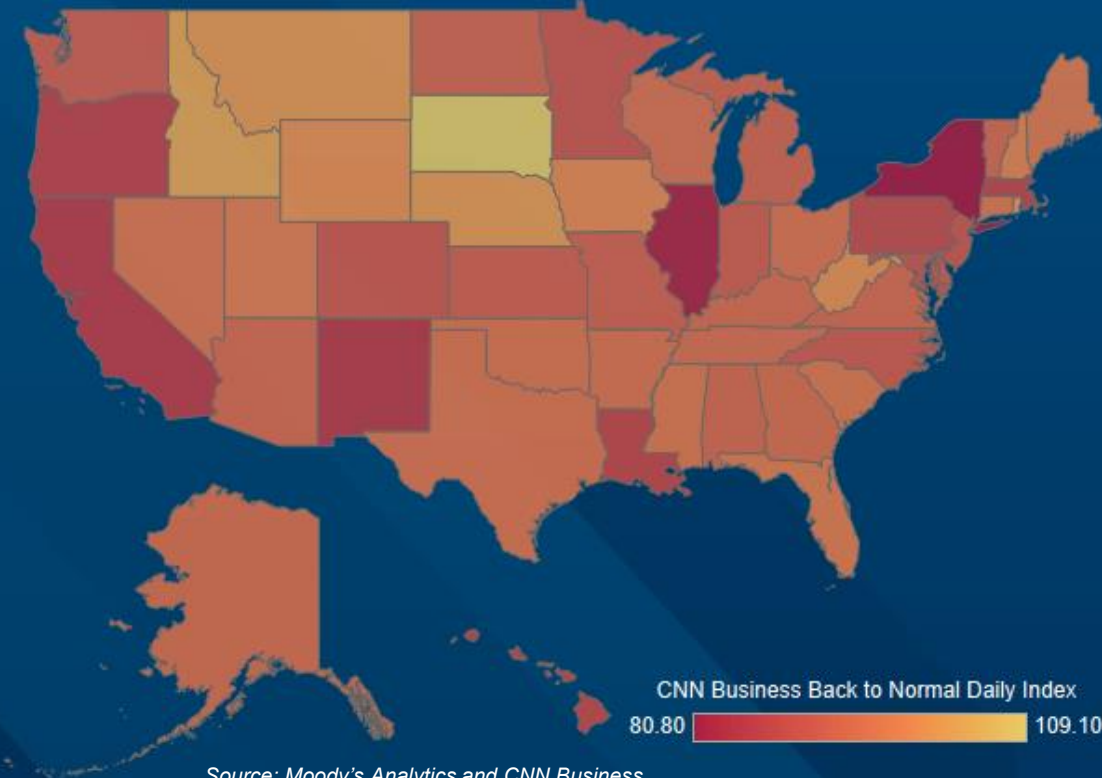 CNN Business Back to Normal Daily Index
80.80 109.10
Source: Moody's Analytics and CNN Business